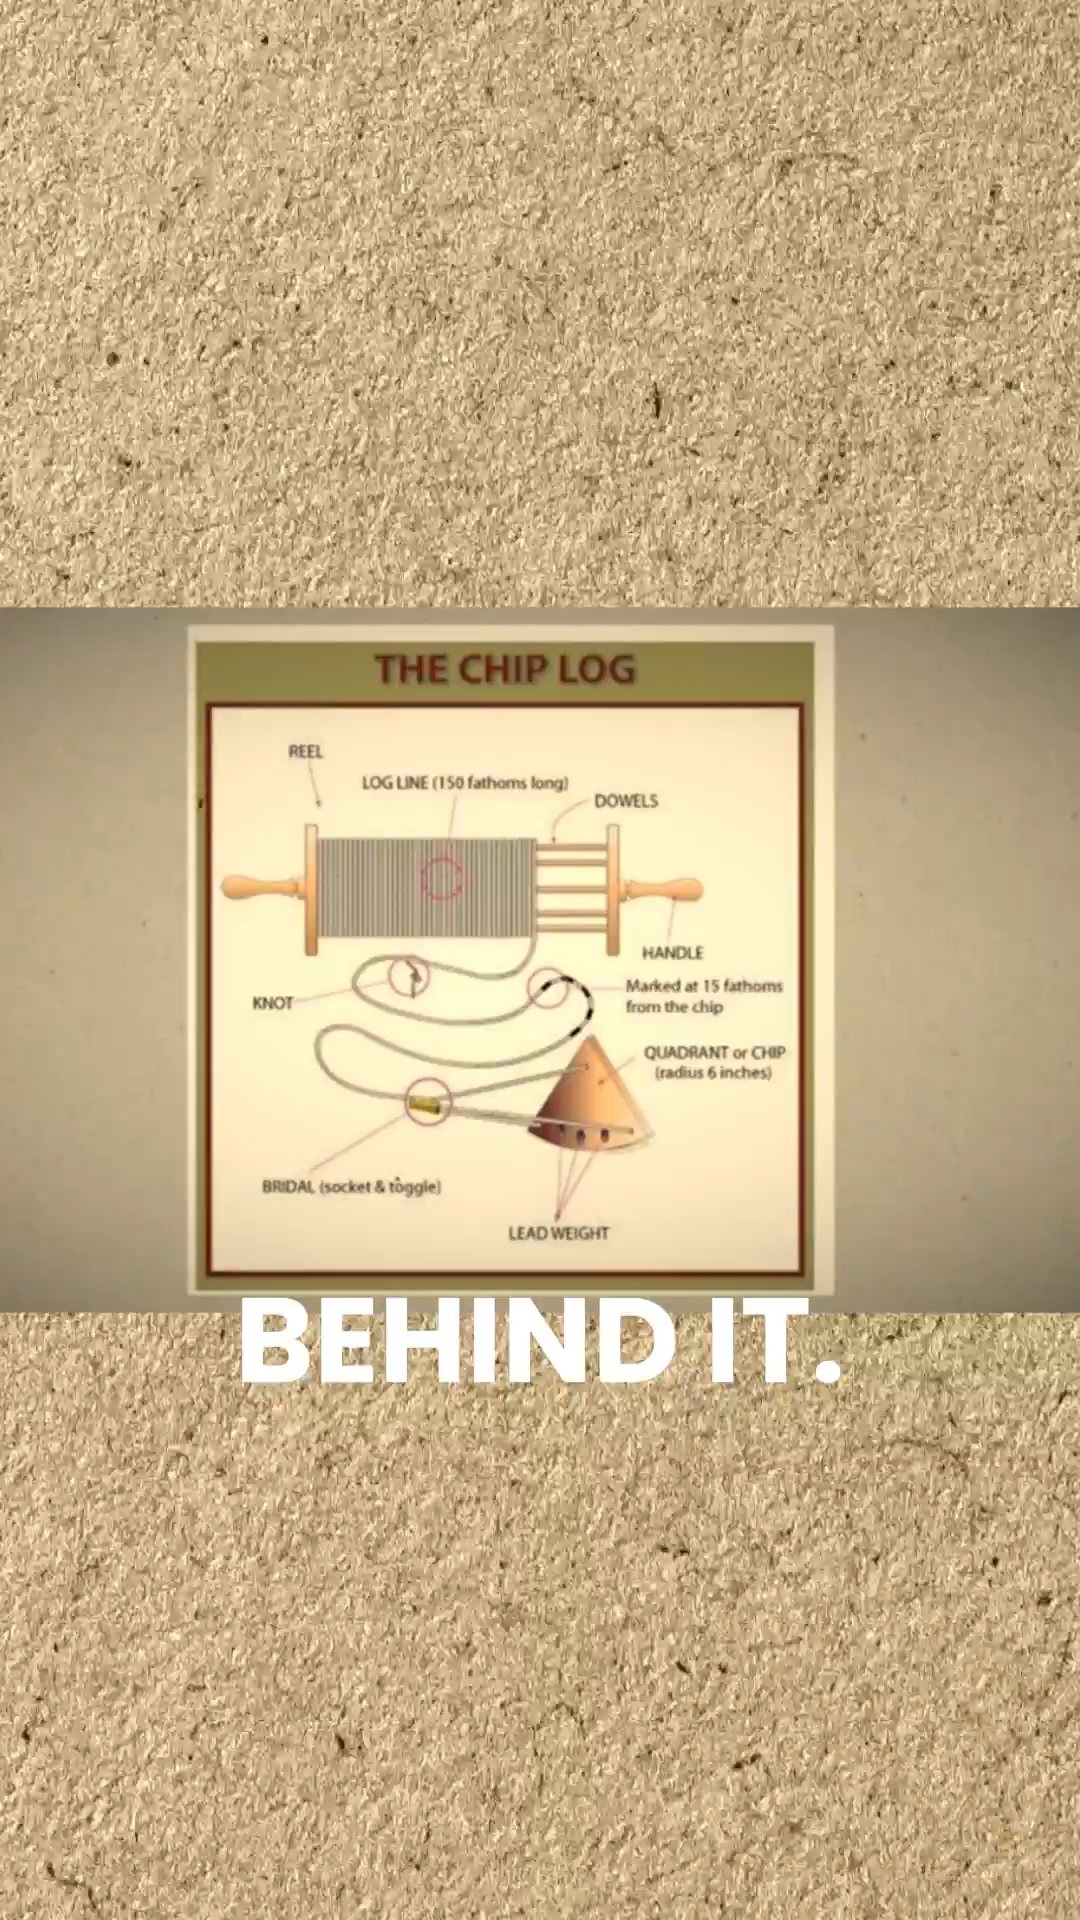 THE CHIP LOG
REEL
LOG LINE (150 fathoms long)
DOWELS
HANDLE
KNOT
Marked at 15 fathoms
from the chip
QUADRANT or CHIP
(radius 6 inches)
BRIDAL (socket & toggle)
LEAD WEIGHT
BEHIND IT.